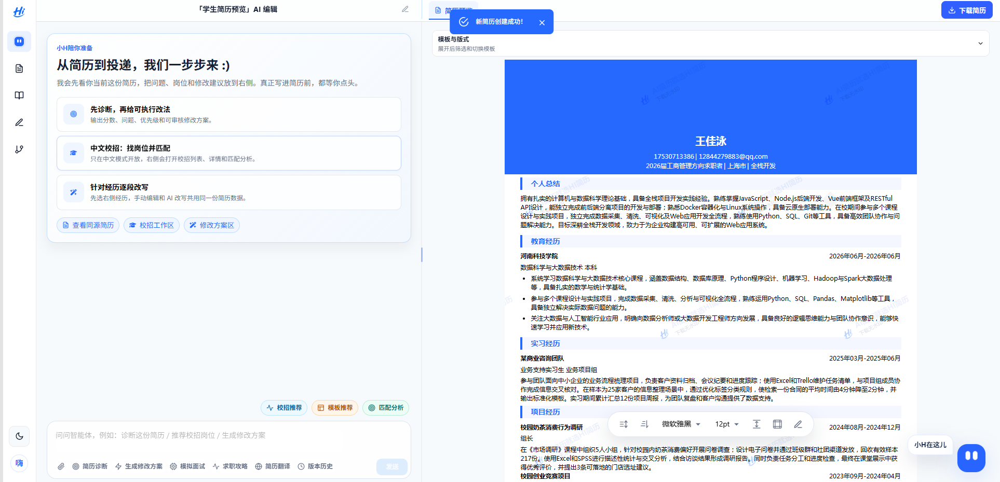 Hi
「学生简历预览」AI 编辑
小H陪你准备
从简历到投递，我们一步步来 :)
我会先看你当前这份简历，把问题、岗位和修改建议放到右侧。真正写进简历前，都等你点头。
先诊断，再给可执行改法
输出分数、问题、优先级和可审核修改方案。
中文校招：找岗位并匹配
只在中文模式开放，右侧会打开校招列表、详情和匹配分析。
针对经历逐段改写
先选右侧经历，手动编辑和 AI 改写共用同一份简历数据。
查看同源简历
校招工作区
修改方案区
校招推荐
模板推荐
匹配分析
问问智能体，例如：诊断这份简历 / 推荐校招岗位 / 生成修改方案
简历诊断
生成修改方案
模拟面试
求职攻略
简历翻译
版本历史
发送
嗨
简历预览
新简历创建成功！
下载简历
模板与版式
展开后筛选和切换模板
王佳泳
17530713386 | 12844279883@qq.com
2026届工商管理方向求职者 | 上海市 | 全栈开发
个人总结
拥有扎实的计算机与数据科学理论基础，具备全栈项目开发实践经验。熟练掌握JavaScript、Node.js后端开发、Vue前端框架及RESTful
API设计，能独立完成前后端分离项目的开发与部署；熟悉Docker容器化与Linux系统操作，具备云原生部署能力。在校期间参与多个课程
设计与实践项目，独立完成数据采集、清洗、可视化及Web应用开发全流程，熟练使用Python、SQL、Git等工具，具备高效团队协作与问
题解决能力。目标深耕全栈开发领域，致力于为企业构建高可用、可扩展的Web应用系统。
教育经历
河南科技学院 2026年06月-2026年06月
数据科学与大数据技术 本科
系统学习数据科学与大数据技术核心课程，涵盖数据结构、数据库原理、Python程序设计、机器学习、Hadoop与Spark大数据处理
等，具备扎实的数学与统计学基础。
参与多个课程设计与实践项目，完成数据采集、清洗、分析与可视化全流程，熟练运用Python、SQL、Pandas、Matplotlib等工具，
具备独立解决实际数据问题的能力。
关注大数据与人工智能行业应用，明确向数据分析师或大数据开发工程师方向发展，具备良好的逻辑思维能力与团队协作意识，能够快
速学习并应用新技术。
实习经历
某商业咨询团队 2025年03月-2025年06月
业务支持实习生 业务项目组
参与团队面向中小企业的业务流程梳理项目，负责客户资料归档、会议纪要和进度跟踪；使用Excel和Trello维护任务清单，与项目组成员协
作完成信息交叉核对。在样本为25家客户的信息整理场景中，通过优化标签分类规则，使检索一份合同的平均时间由4分钟降至2分钟，并
输出标准化模板。实习期间累计汇总12份项目周报，为团队复盘和客户沟通提供了数据支持。
项目经历
校园奶茶消费行为调研 2024年08月-2024年12月
组长
在《市场调研》课程中组织5人小组，针对校园内奶茶消费偏好开展问卷调查；设计电子问卷并通过班级群和社团渠道发放，回收有效样本
217份。使用Excel和SPSS进行描述性统计与交叉分析，结合访谈结果形成调研报告。同时负责任务分工和进度检查，最终在课堂展示中获
得优秀评价，并提出3条可落地的门店选址建议。
校园创业竞赛项目 2023年09月-2024年04月
微软雅黑
12pt
小H在这儿